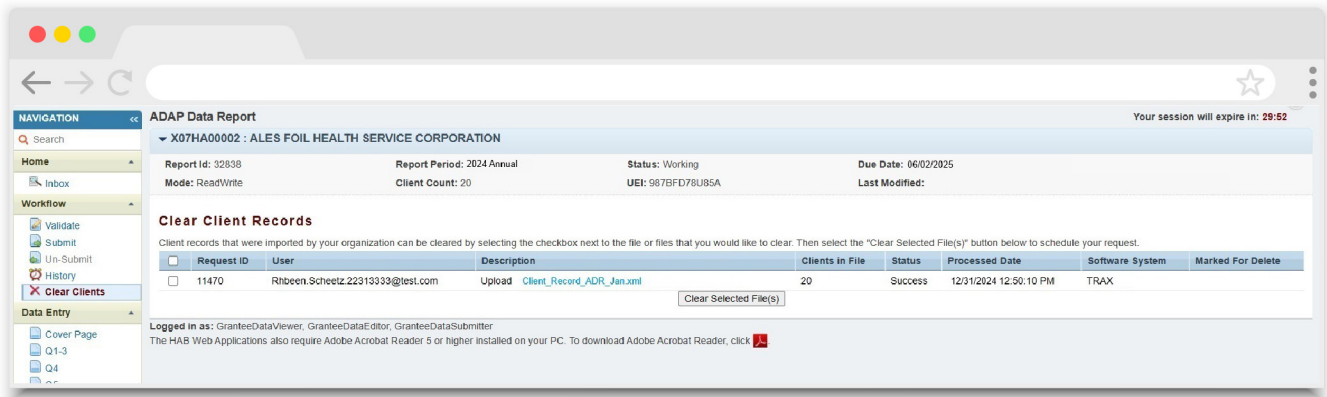 NAVIGATION <<
Search
Home
Inbox
Workflow
Validate
Submit
Un-Submit
History
Clear Clients
Data Entry
Cover Page
Q1-3
Q4
ADAP Data Report
Your session will expire in: 29:52
X07HA00002 : ALES FOIL HEALTH SERVICE CORPORATION
Report Id: 32838 Report Period: 2024 Annual Status: Working Due Date: 06/02/2025
Mode: ReadWrite Client Count: 20 UEI: 987BFD78U85A Last Modified:
Clear Client Records
Client records that were imported by your organization can be cleared by selecting the checkbox next to the file or files that you would like to clear. Then select the "Clear Selected File(s)" button below to schedule your request.
Request ID User Description Clients in File Status Processed Date Software System Marked For Delete
11470 Rhbeen.Scheetz.22313333@test.com Upload Client_Record_ADR_Jan.xml 20 Success 12/31/2024 12:50:10 PM TRAX
Clear Selected File(s)
Logged in as: GranteeDataViewer, GranteeDataEditor, GranteeDataSubmitter
The HAB Web Applications also require Adobe Acrobat Reader 5 or higher installed on your PC. To download Adobe Acrobat Reader, click .